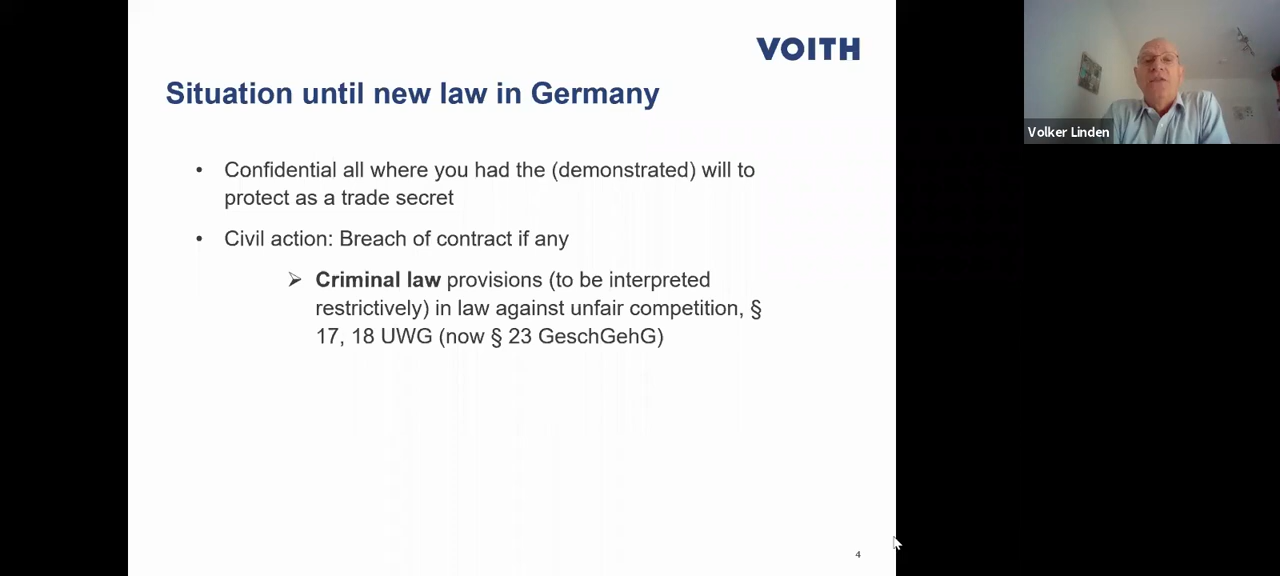 VOITH
Situation until new law in Germany
• Confidential all where you had the (demonstrated) will to
protect as a trade secret
• Civil action: Breach of contract if any
➢ Criminal law provisions (to be interpreted
restrictively) in law against unfair competition, §
17, 18 UWG (now § 23 GeschGehG)
4
Volker Linden